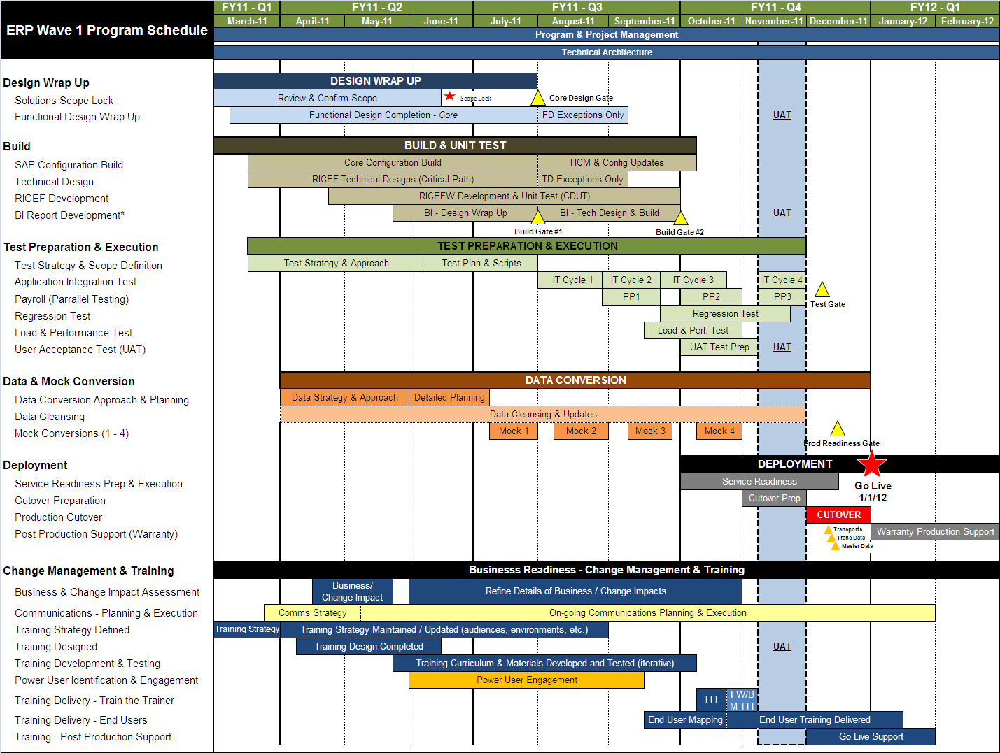 ERP Wave 1 Program Schedule
FY11 - Q1 FY11 - Q2 FY11 - Q3 FY11 - Q4 FY12 - Q1
March-11 April-11 May-11 June-11 July-11 August-11 September-11 October-11 November-11 December-11 January-12 February-12
Program & Project Management
Technical Architecture
Design Wrap Up DESIGN WRAP UP
Solutions Scope Lock Review & Confirm Scope Scope Lock Core Design Gate
Functional Design Wrap Up Functional Design Completion - Core FD Exceptions Only UAT
Build BUILD & UNIT TEST
SAP Configuration Build Core Configuration Build HCM & Config Updates
Technical Design RICEF Technical Designs (Critical Path) TD Exceptions Only
RICEF Development RICEFW Development & Unit Test (CDUT)
BI Report Development* BI - Design Wrap Up BI - Tech Design & Build UAT
Build Gate #1 Build Gate #2
Test Preparation & Execution TEST PREPARATION & EXECUTION
Test Strategy & Scope Definition Test Strategy & Approach Test Plan & Scripts
Application Integration Test IT Cycle 1 IT Cycle 2 IT Cycle 3 IT Cycle 4
Payroll (Parrallel Testing) PP1 PP2 PP3
Test Gate
Regression Test Regression Test
Load & Performance Test Load & Perf. Test
User Acceptance Test (UAT) UAT Test Prep UAT
Data & Mock Conversion DATA CONVERSION
Data Conversion Approach & Planning Data Strategy & Approach Detailed Planning
Data Cleansing Data Cleansing & Updates
Mock Conversions (1 - 4) Mock 1 Mock 2 Mock 3 Mock 4
Prod Readiness Gate
Deployment DEPLOYMENT
Service Readiness Prep & Execution Service Readiness Go Live
Cutover Preparation Cutover Prep 1/1/12
Production Cutover CUTOVER
Post Production Support (Warranty) Transports Warranty Production Support
Trans Data
Master Data
Change Management & Training Businesss Readiness - Change Management & Training
Business/
Business & Change Impact Assessment Change Impact Refine Details of Business / Change Impacts
Communications - Planning & Execution Comms Strategy On-going Communications Planning & Execution
Training Strategy Defined Training Strategy Training Strategy Maintained / Updated (audiences, environments, etc.)
Training Designed Training Design Completed UAT
Training Development & Testing Training Curriculum & Materials Developed and Tested (iterative)
Power User Identification & Engagement Power User Engagement
Training Delivery - Train the Trainer TTT FW/B
M TTT
Training Delivery - End Users End User Mapping End User Training Delivered
Training - Post Production Support Go Live Support